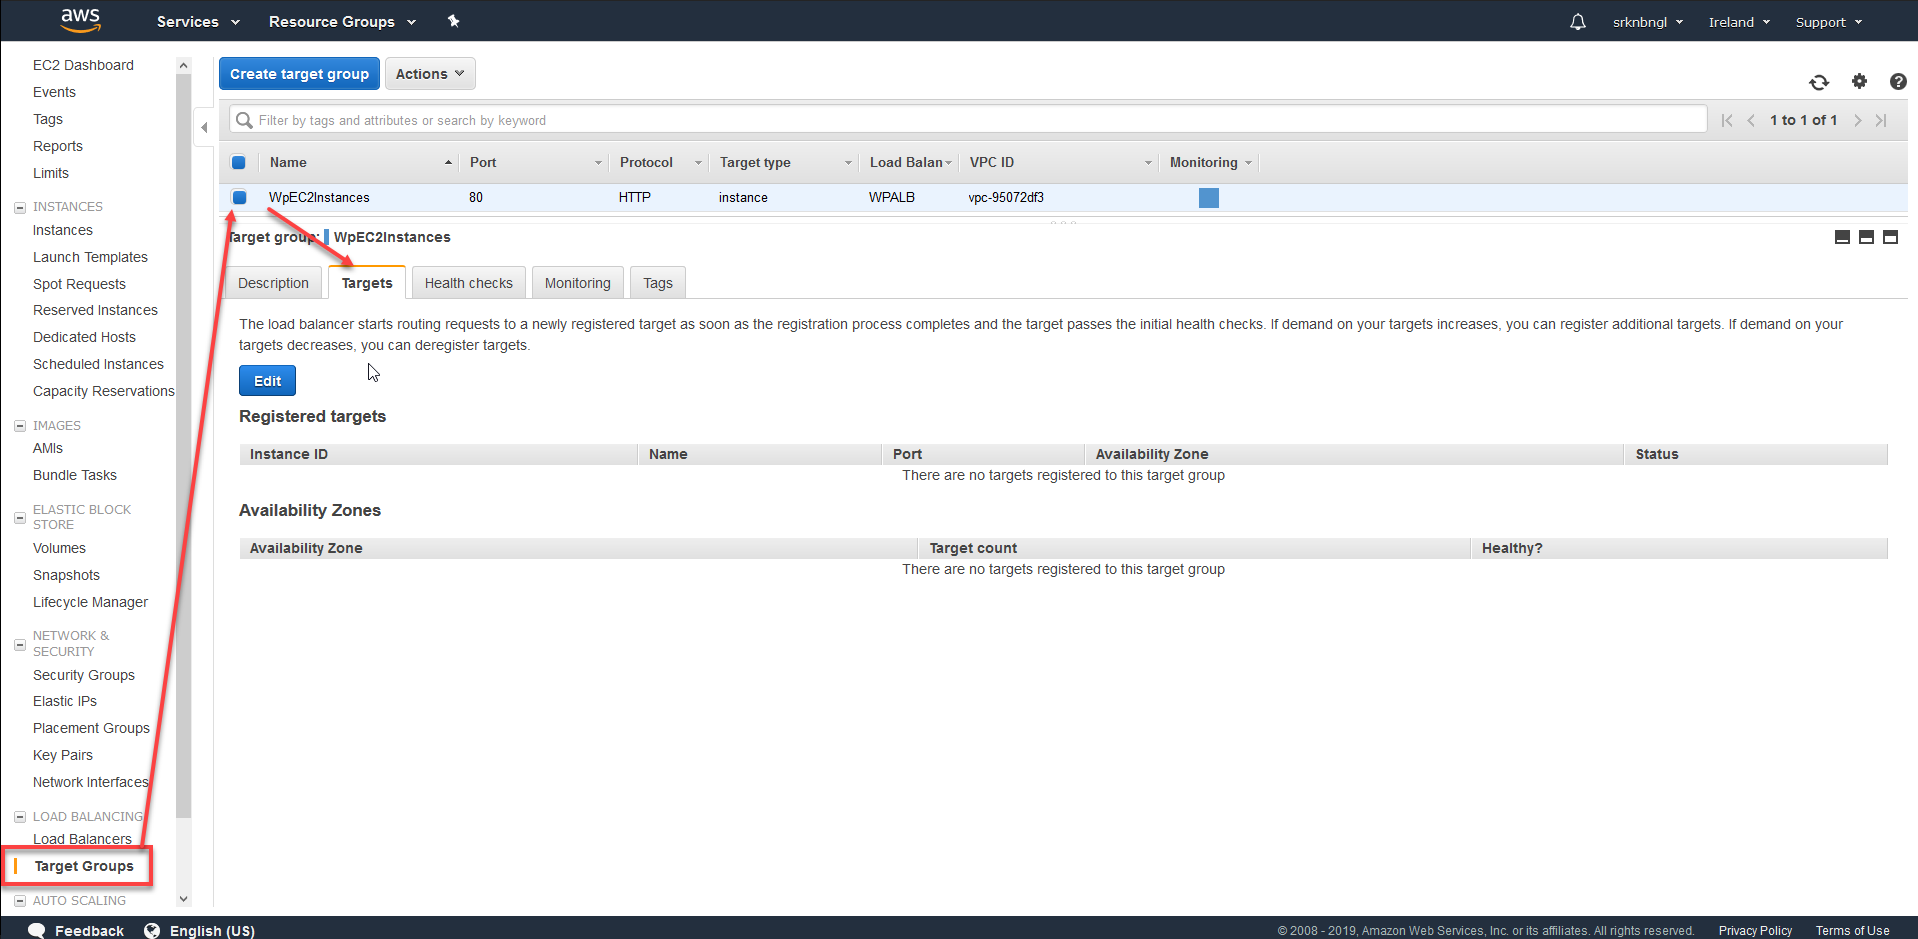 aws Services Resource Groups srknbngl Ireland Support
EC2 Dashboard
Events
Tags
Reports
Limits
INSTANCES
Instances
Launch Templates
Spot Requests
Reserved Instances
Dedicated Hosts
Scheduled Instances
Capacity Reservations
IMAGES
AMIs
Bundle Tasks
ELASTIC BLOCK
STORE
Volumes
Snapshots
Lifecycle Manager
NETWORK &
SECURITY
Security Groups
Elastic IPs
Placement Groups
Key Pairs
Network Interfaces
LOAD BALANCING
Load Balancers
Target Groups
AUTO SCALING
Create target group Actions
Filter by tags and attributes or search by keyword 1 to 1 of 1
Name Port Protocol Target type Load Balan VPC ID Monitoring
WpEC2Instances 80 HTTP instance WPALB vpc-95072df3
Target group: WpEC2Instances
Description Targets Health checks Monitoring Tags
The load balancer starts routing requests to a newly registered target as soon as the registration process completes and the target passes the initial health checks. If demand on your targets increases, you can register additional targets. If demand on your
targets decreases, you can deregister targets.
Edit
Registered targets
Instance ID Name Port Availability Zone Status
There are no targets registered to this target group
Availability Zones
Availability Zone Target count Healthy?
There are no targets registered to this target group
Feedback English (US) © 2008 - 2019, Amazon Web Services, Inc. or its affiliates. All rights reserved. Privacy Policy Terms of Use